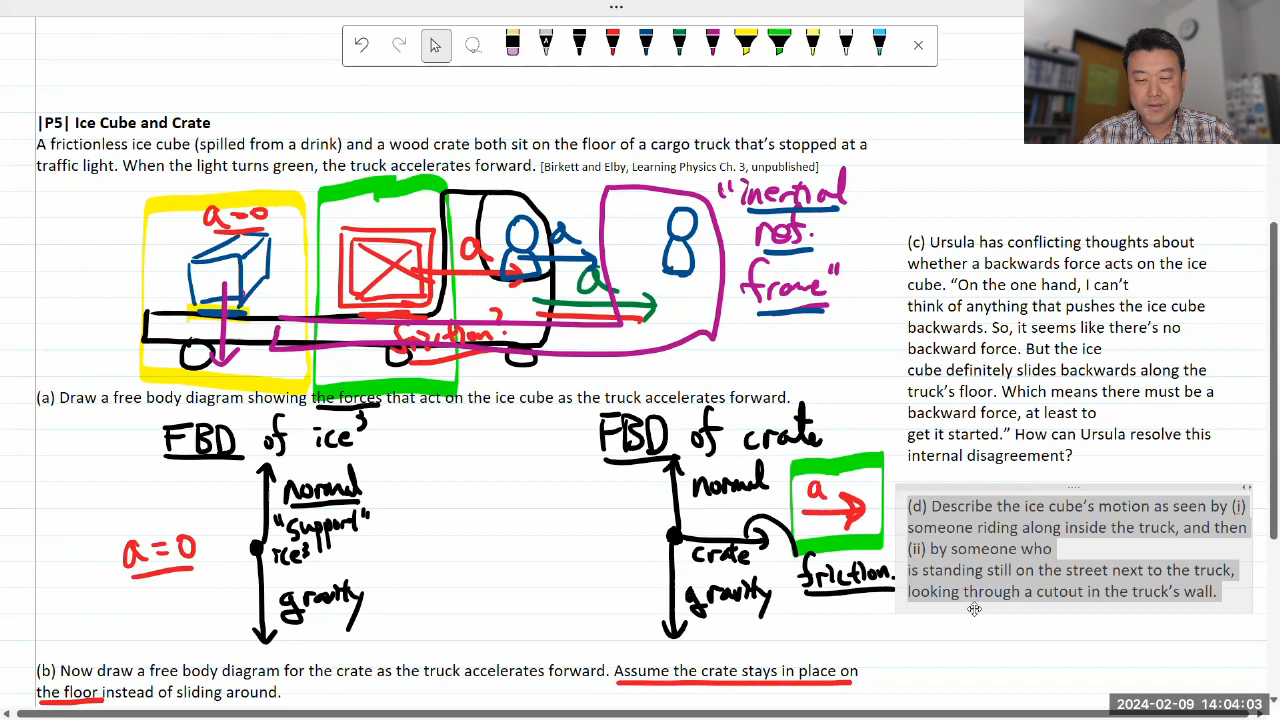 |P5| Ice Cube and Crate
A frictionless ice cube (spilled from a drink) and a wood crate both sit on the floor of a cargo truck that's stopped at a
traffic light. When the light turns green, the truck accelerates forward. [Birkett and Elby, Learning Physics Ch. 3, unpublished]
a=0
a
a
a
friction?
"inertial
ref.
frame"
(a) Draw a free body diagram showing the forces that act on the ice cube as the truck accelerates forward.
FBD of ice³
normal
"support"
ice³
gravity
a=0
FBD of crate
normal
crate
gravity
a
friction.
(b) Now draw a free body diagram for the crate as the truck accelerates forward. Assume the crate stays in place on
the floor instead of sliding around.
(c) Ursula has conflicting thoughts about
whether a backwards force acts on the ice
cube. "On the one hand, I can't
think of anything that pushes the ice cube
backwards. So, it seems like there's no
backward force. But the ice
cube definitely slides backwards along the
truck's floor. Which means there must be a
backward force, at least to
get it started." How can Ursula resolve this
internal disagreement?
(d) Describe the ice cube's motion as seen by (i)
someone riding along inside the truck, and then
(ii) by someone who
is standing still on the street next to the truck,
looking through a cutout in the truck's wall.
2024-02-09 14:04:03